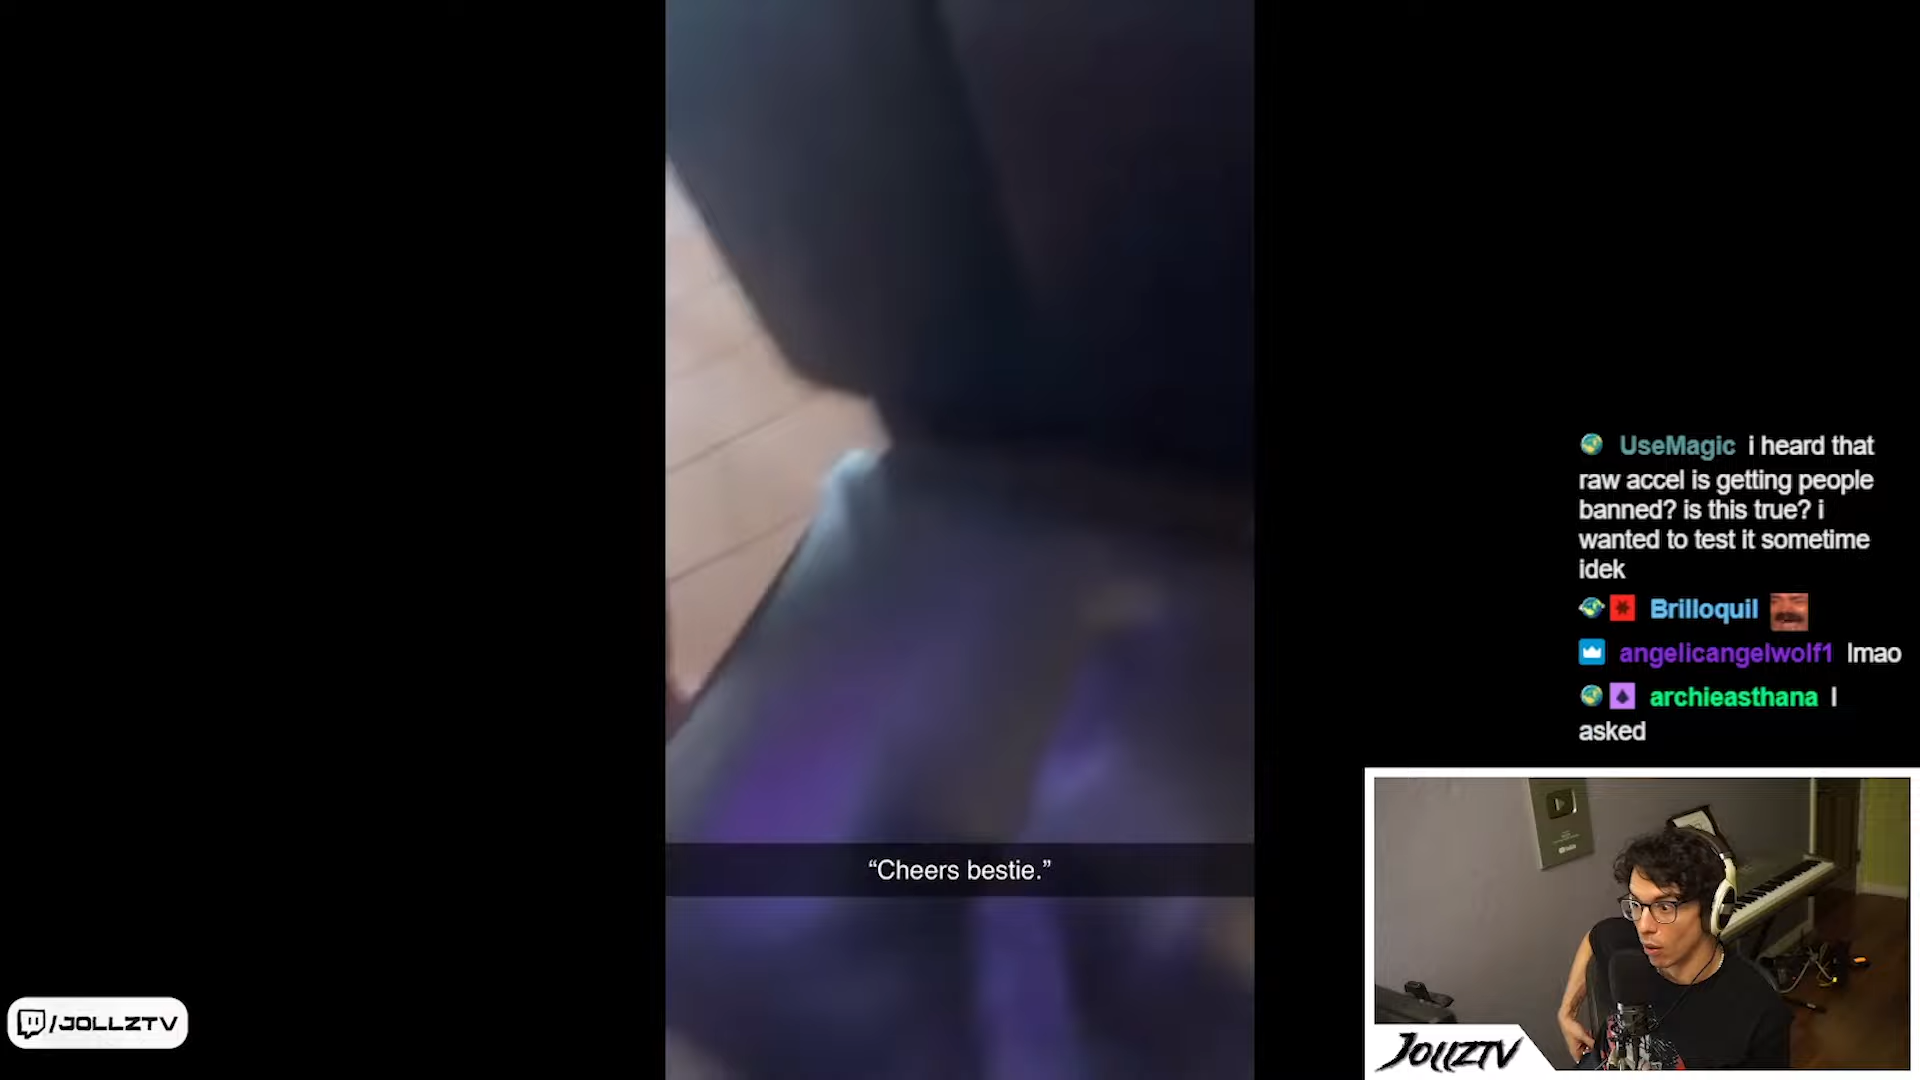 UseMagic i heard that
raw accel is getting people
banned? is this true? i
wanted to test it sometime
idek
Brilloquil
angelicangelwolf1 lmao
archieasthana I
asked
“Cheers bestie.”
/JOLLZTV
JOLLZTV